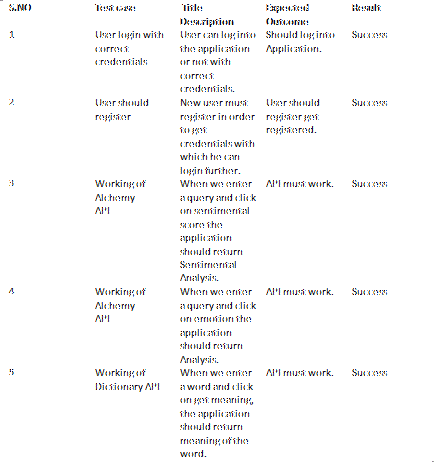 S.NO Test case Title Expected Result
Description Outcome
1 User login with User can log into Should log into Success
correct the application Application.
credentials or not with
correct
credentials.
2 User should New user must User should Success
register register in order register get
to get registered.
credentials with
which he can
login further.
3 Working of When we enter API must work. Success
Alchemy a query and click
API on sentimental
score the
application
should return
Sentimental
Analysis.
4 Working of When we enter API must work. Success
Alchemy a query and click
API on emotion the
application
should return
Analysis.
5 Working of When we enter API must work. Success
Dictionary API a word and click
on get meaning,
the application
should return
meaning of the
word.